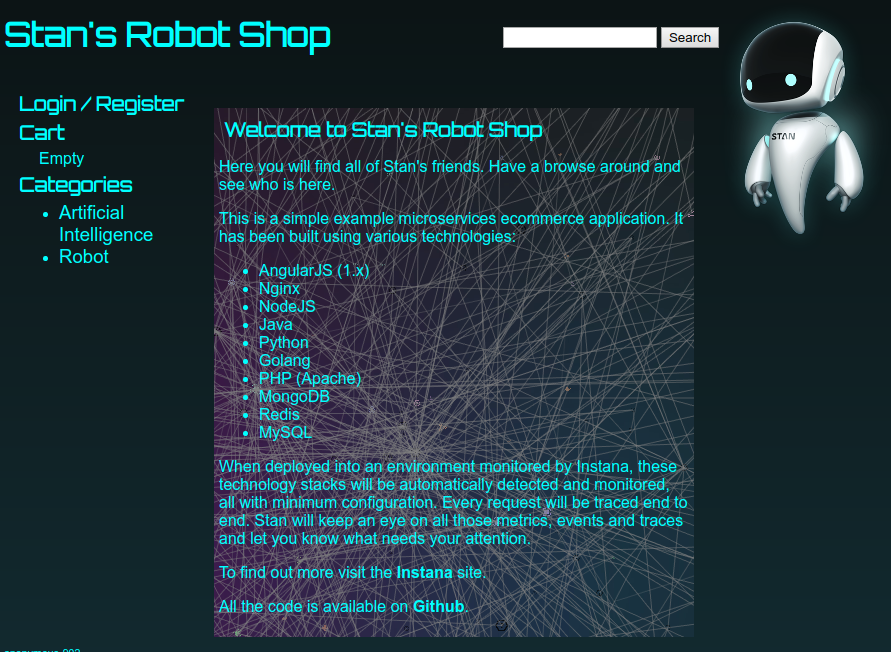 Stan's Robot Shop
Search
STAN
Login / Register
Cart
Empty
Categories
Artificial
Intelligence
Robot
Welcome to Stan's Robot Shop
Here you will find all of Stan's friends. Have a browse around and
see who is here.
This is a simple example microservices ecommerce application. It
has been built using various technologies:
AngularJS (1.x)
Nginx
NodeJS
Java
Python
Golang
PHP (Apache)
MongoDB
Redis
MySQL
When deployed into an environment monitored by Instana, these
technology stacks will be automatically detected and monitored,
all with minimum configuration. Every request will be traced end to
end. Stan will keep an eye on all those metrics, events and traces
and let you know what needs your attention.
To find out more visit the Instana site.
All the code is available on Github.